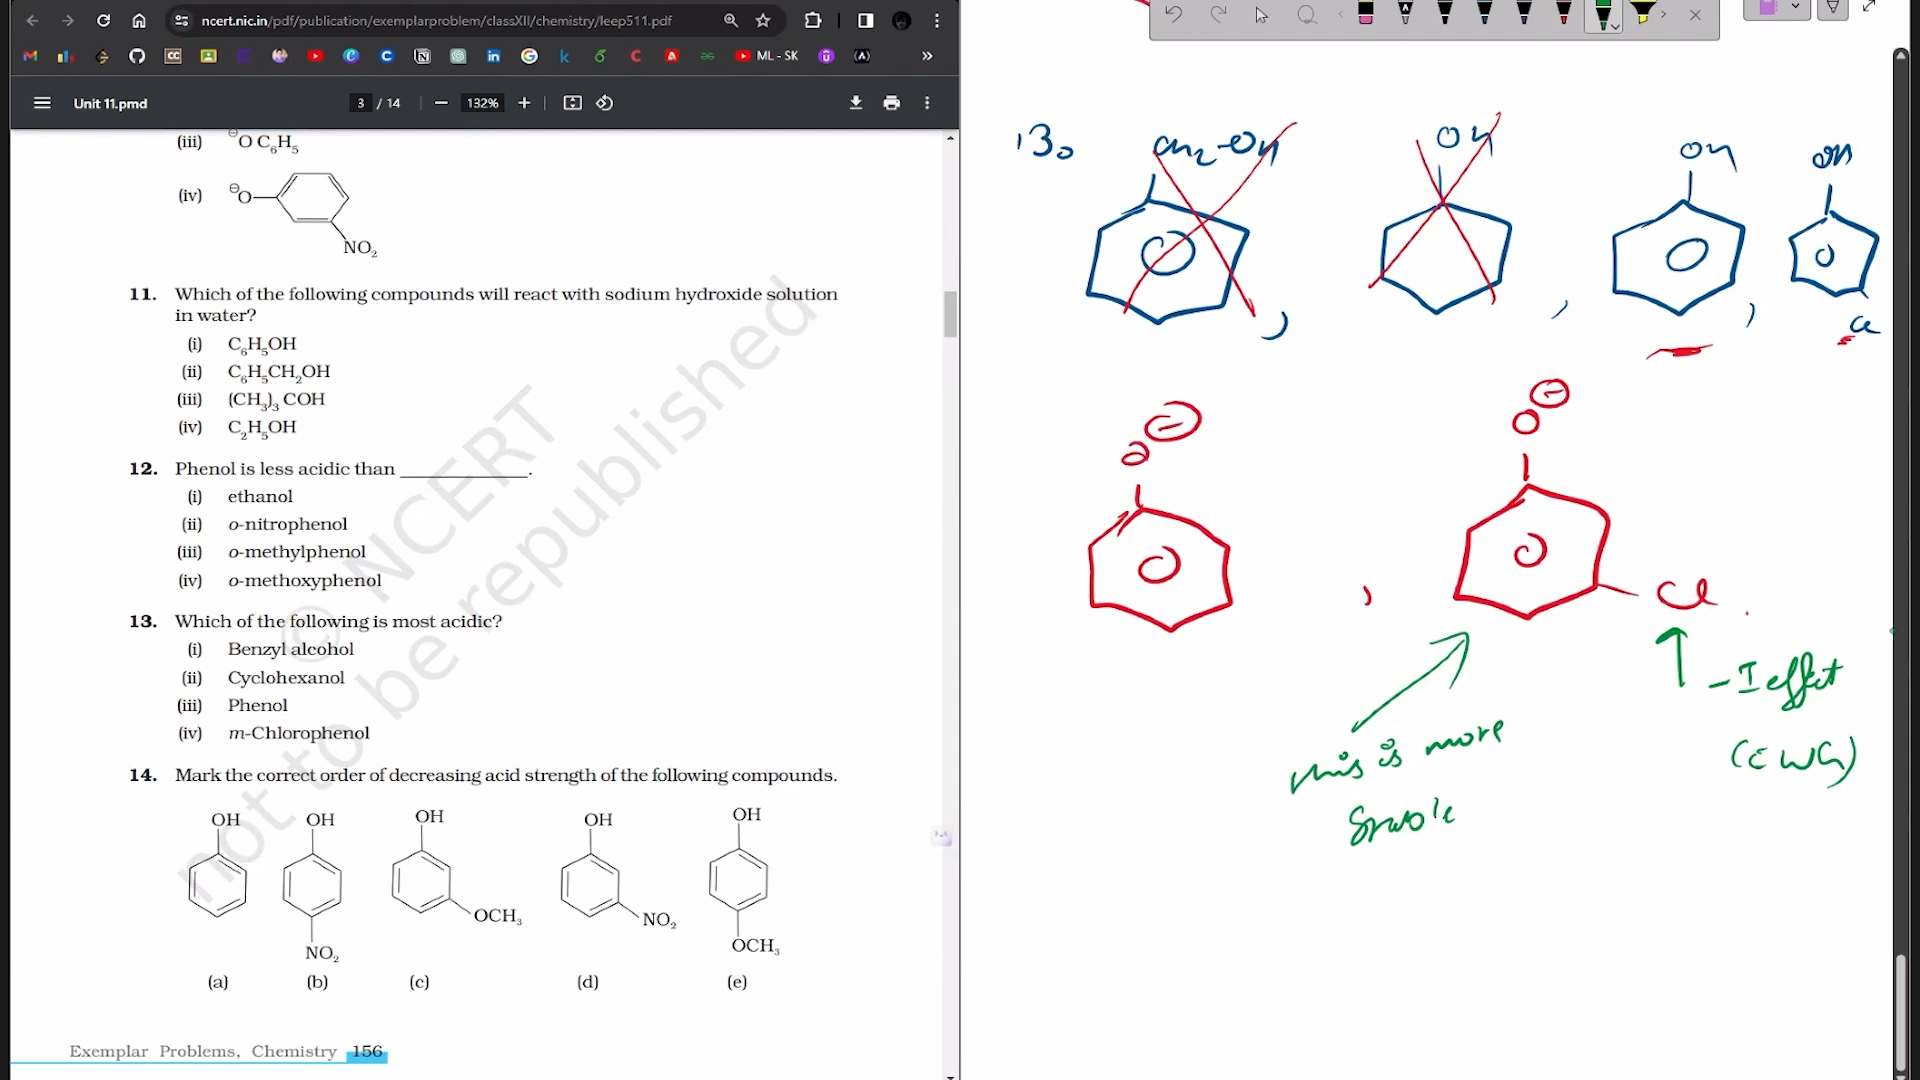 ncert.nic.in/pdf/publication/exemplarproblem/classXII/chemistry/leep511.pdf
ML - SK
Unit 11.pmd
3 / 14
132%
(iii) ⊖O C₆H₅
(iv) ⊖O
NO₂
11. Which of the following compounds will react with sodium hydroxide solution
in water?
(i) C₆H₅OH
(ii) C₆H₅CH₂OH
(iii) (CH₃)₃ COH
(iv) C₂H₅OH
12. Phenol is less acidic than ______________.
(i) ethanol
(ii) o-nitrophenol
(iii) o-methylphenol
(iv) o-methoxyphenol
13. Which of the following is most acidic?
(i) Benzyl alcohol
(ii) Cyclohexanol
(iii) Phenol
(iv) m-Chlorophenol
14. Mark the correct order of decreasing acid strength of the following compounds.
OH OH OH OH OH
OCH₃ NO₂
NO₂ OCH₃
(a) (b) (c) (d) (e)
Exemplar Problems, Chemistry 156
© NCERT
not to be republished
13.
CH₂-OH OH OH OH
, , ,
Cl
O⊖ O⊖
, Cl
-I effect
(EWG)
this is more
stable